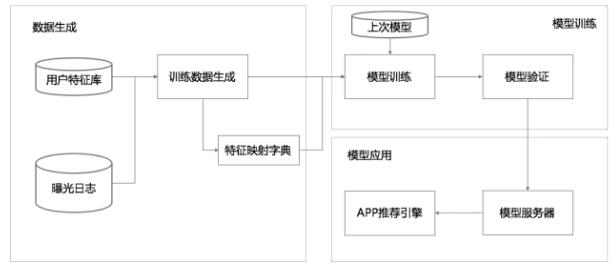 数据生成
用户特征库
训练数据生成
特征映射字典
曝光日志
模型训练
上次模型
模型训练
模型验证
模型应用
APP推荐引擎
模型服务器